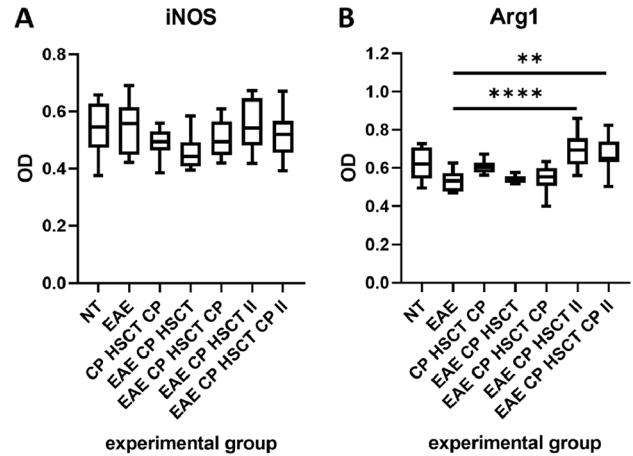 A
iNOS
0.8
0.6
0.4
0.2
0.0
OD
NT
EAE
CP HSCT CP
EAE CP HSCT
EAE CP HSCT CP
EAE CP HSCT II
EAE CP HSCT CP II
experimental group
B
Arg1
1.2
1.0
0.8
0.6
0.4
0.2
0.0
OD
**
****
NT
EAE
CP HSCT CP
EAE CP HSCT
EAE CP HSCT CP
EAE CP HSCT II
EAE CP HSCT CP II
experimental group